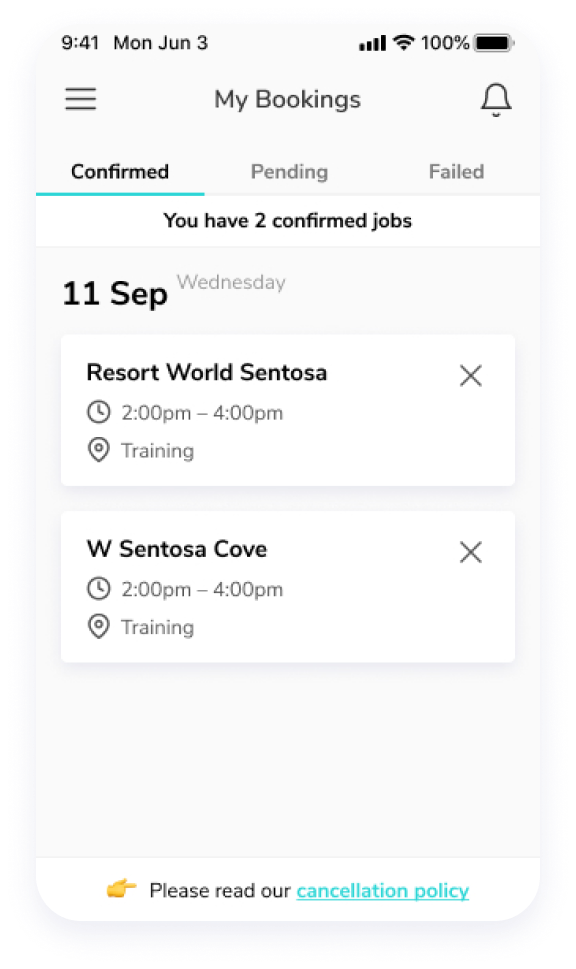 9:41 Mon Jun 3 100%
My Bookings
Confirmed Pending Failed
You have 2 confirmed jobs
11 Sep Wednesday
Resort World Sentosa
2:00pm – 4:00pm
Training
W Sentosa Cove
2:00pm – 4:00pm
Training
Please read our cancellation policy